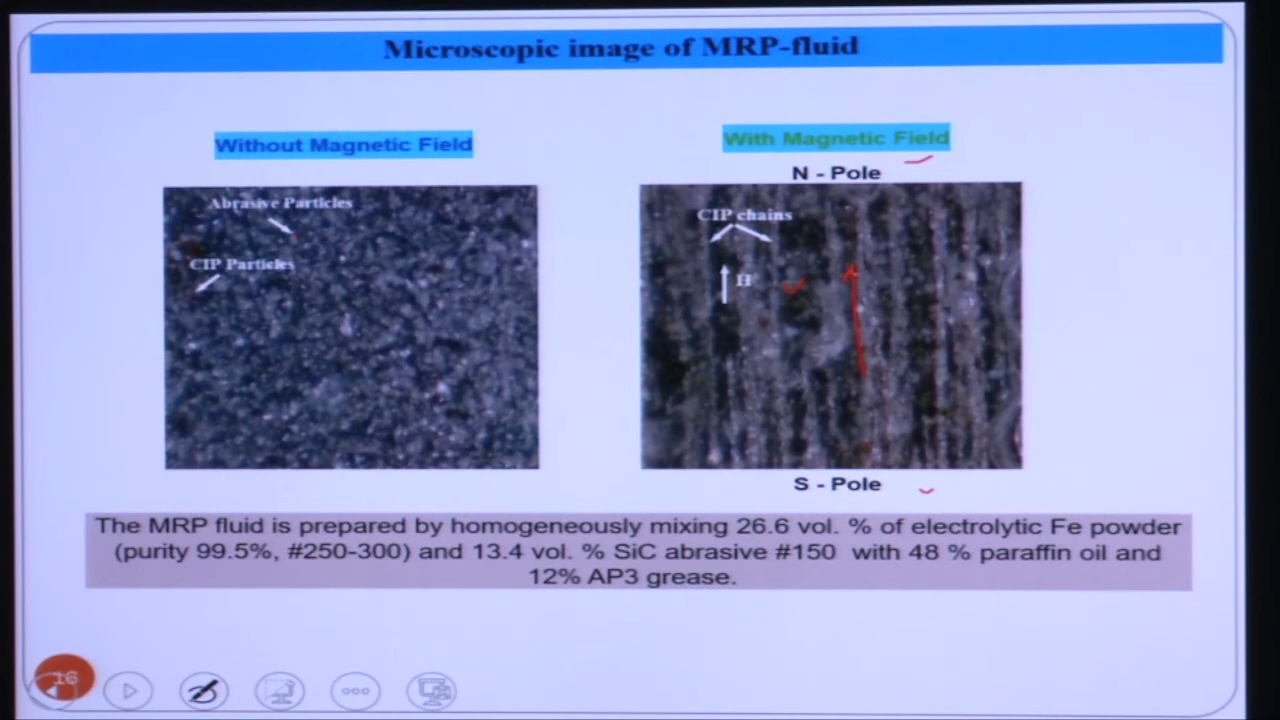 Microscopic image of MRP-fluid
Without Magnetic Field
With Magnetic Field
N - Pole
Abrasive Particles
CIP Particles
CIP chains
H
S - Pole
The MRP fluid is prepared by homogeneously mixing 26.6 vol. % of electrolytic Fe powder
(purity 99.5%, #250-300) and 13.4 vol. % SiC abrasive #150 with 48 % paraffin oil and
12% AP3 grease.
16